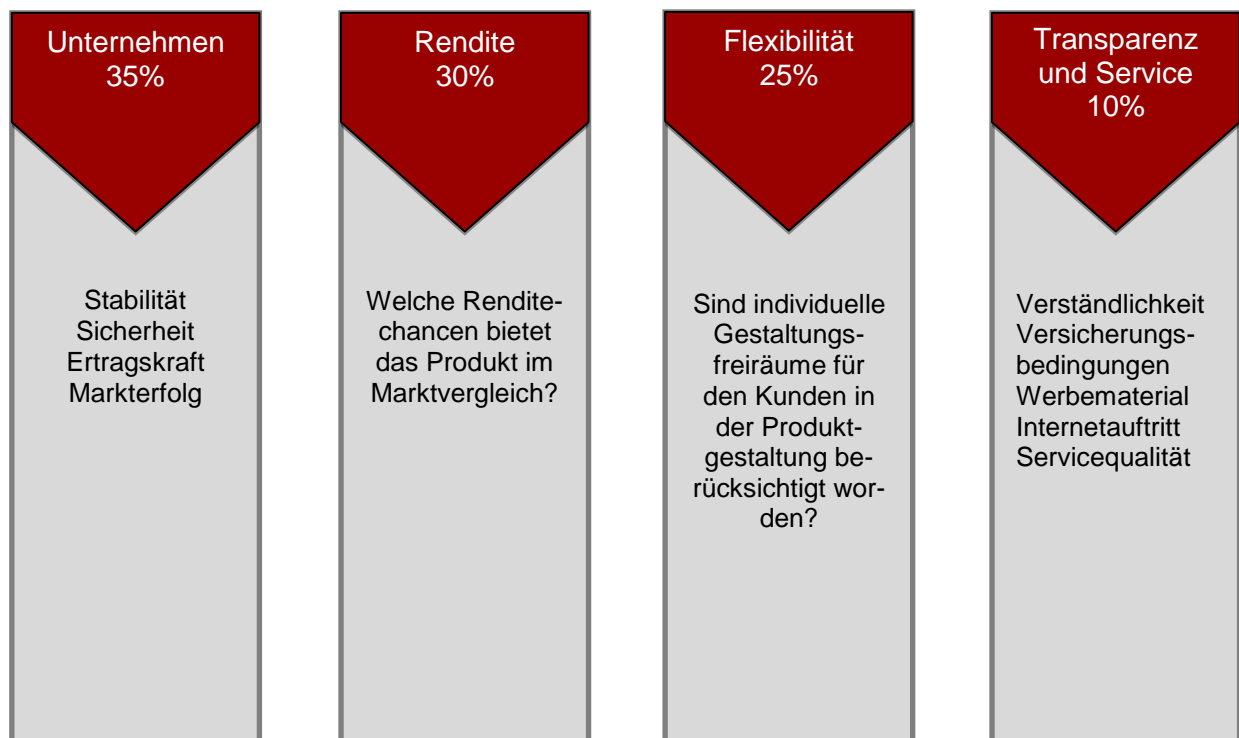 Unternehmen
35%
Stabilität
Sicherheit
Ertragskraft
Markterfolg
Rendite
30%
Welche Rendite-
chancen bietet
das Produkt im
Marktvergleich?
Flexibilität
25%
Sind individuelle
Gestaltungs-
freiräume für
den Kunden in
der Produkt-
gestaltung be-
rücksichtigt wor-
den?
Transparenz
und Service
10%
Verständlichkeit
Versicherungs-
bedingungen
Werbematerial
Internetauftritt
Servicequalität